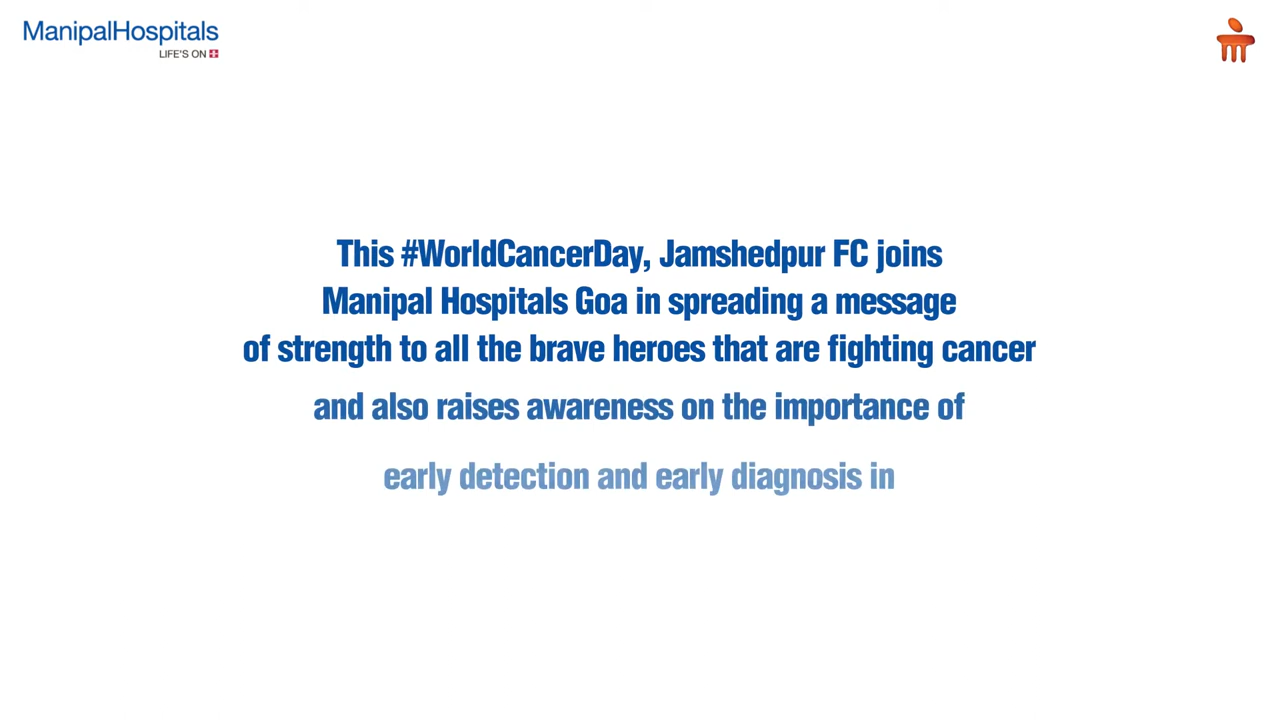 ManipalHospitals
LIFE'S ON
This #WorldCancerDay, Jamshedpur FC joins
Manipal Hospitals Goa in spreading a message
of strength to all the brave heroes that are fighting cancer
and also raises awareness on the importance of
early detection and early diagnosis in